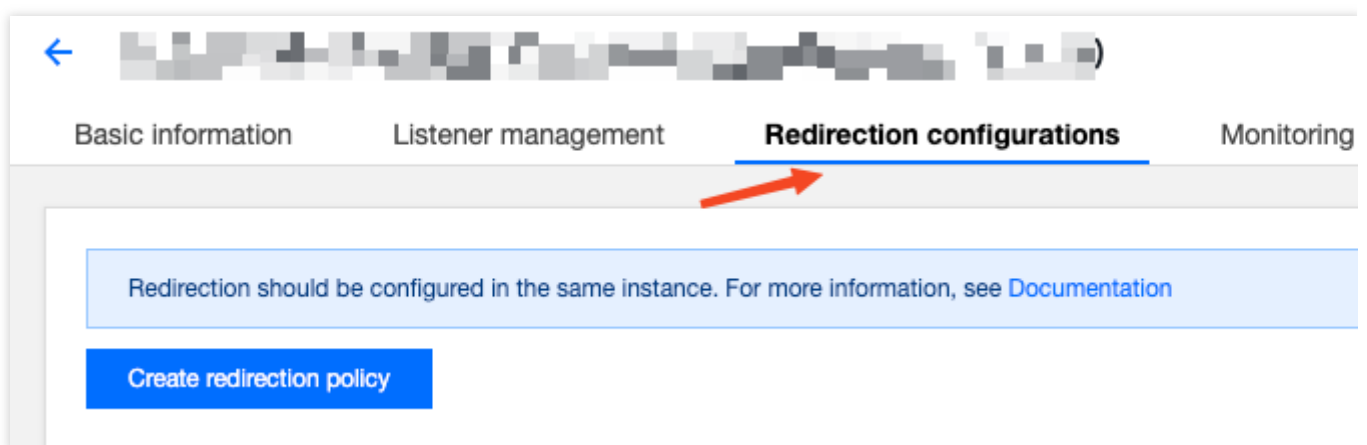 Basic information Listener management Redirection configurations Monitoring
Redirection should be configured in the same instance. For more information, see Documentation
Create redirection policy